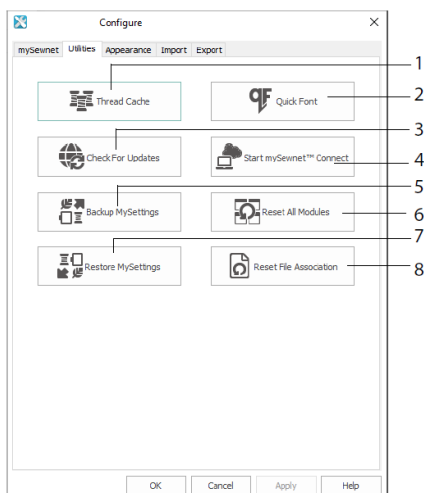 Configure
mySewnet Utilities Appearance Import Export
1
Thread Cache
Quick Font
2
3
Check For Updates
Start mySewnet™ Connect
4
5
Backup MySettings
Reset All Modules
6
7
Restore MySettings
Reset File Association
8
OK Cancel Apply Help